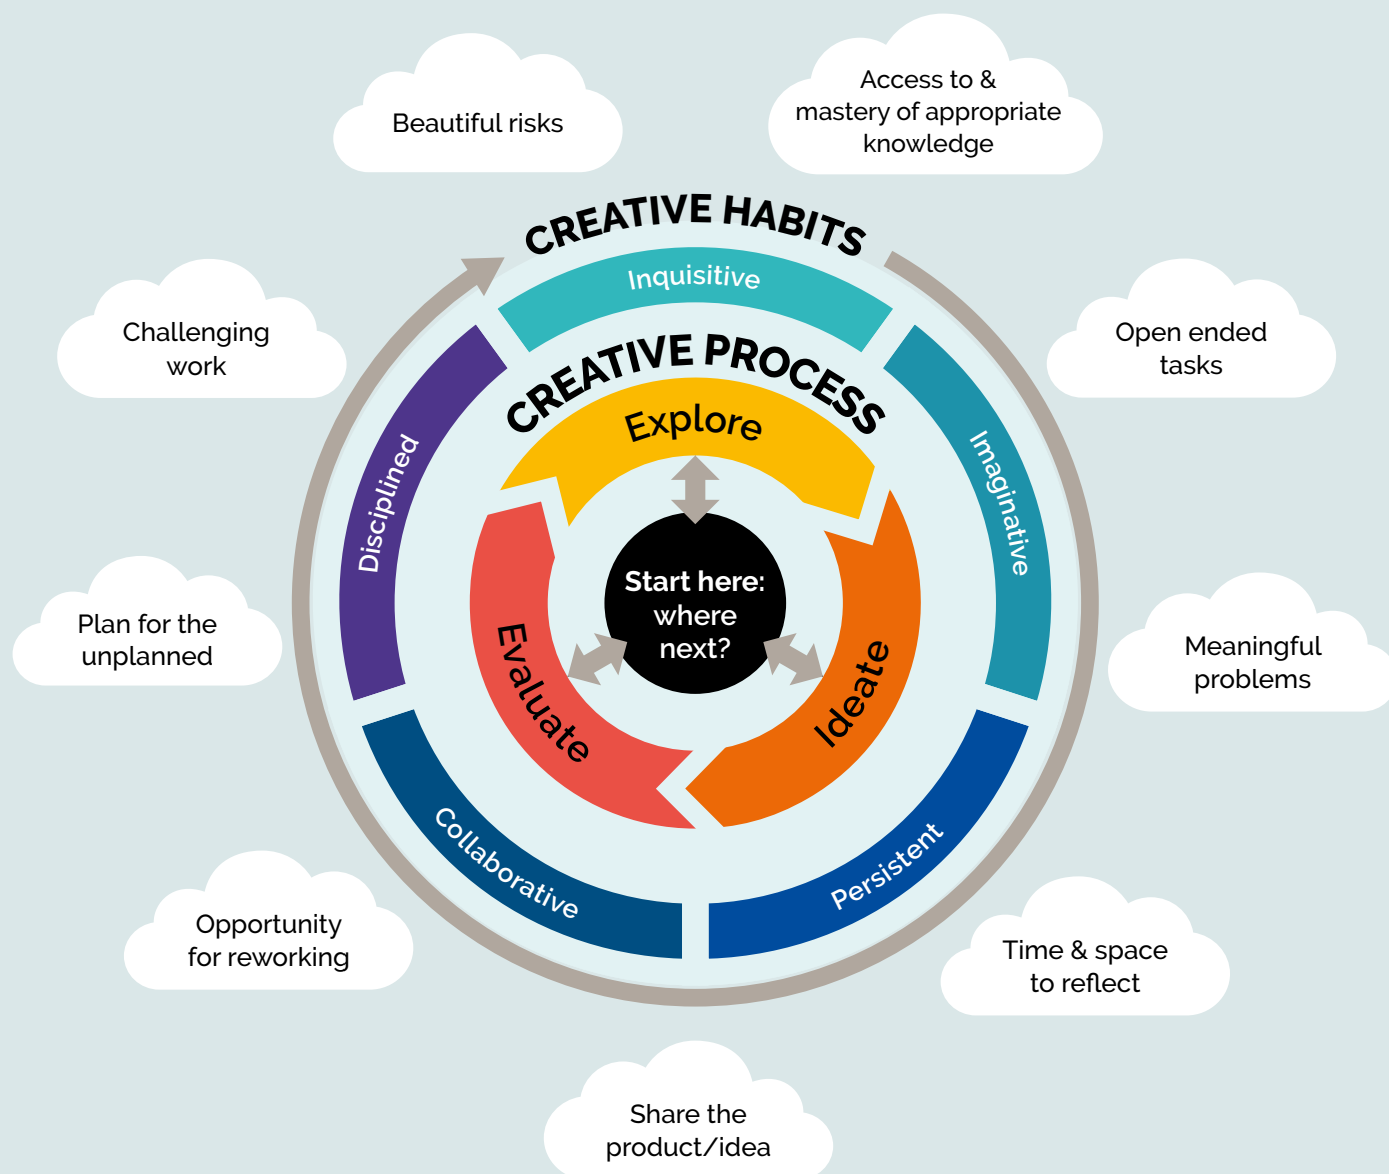 Beautiful risks
Access to &
mastery of appropriate
knowledge
CREATIVE HABITS
Inquisitive
Challenging
work
Open ended
tasks
CREATIVE PROCESS
Explore
Disciplined
Imaginative
Start here:
where
next?
Plan for the
unplanned
Meaningful
problems
Evaluate
Ideate
Collaborative
Persistent
Opportunity
for reworking
Time & space
to reflect
Share the
product/idea